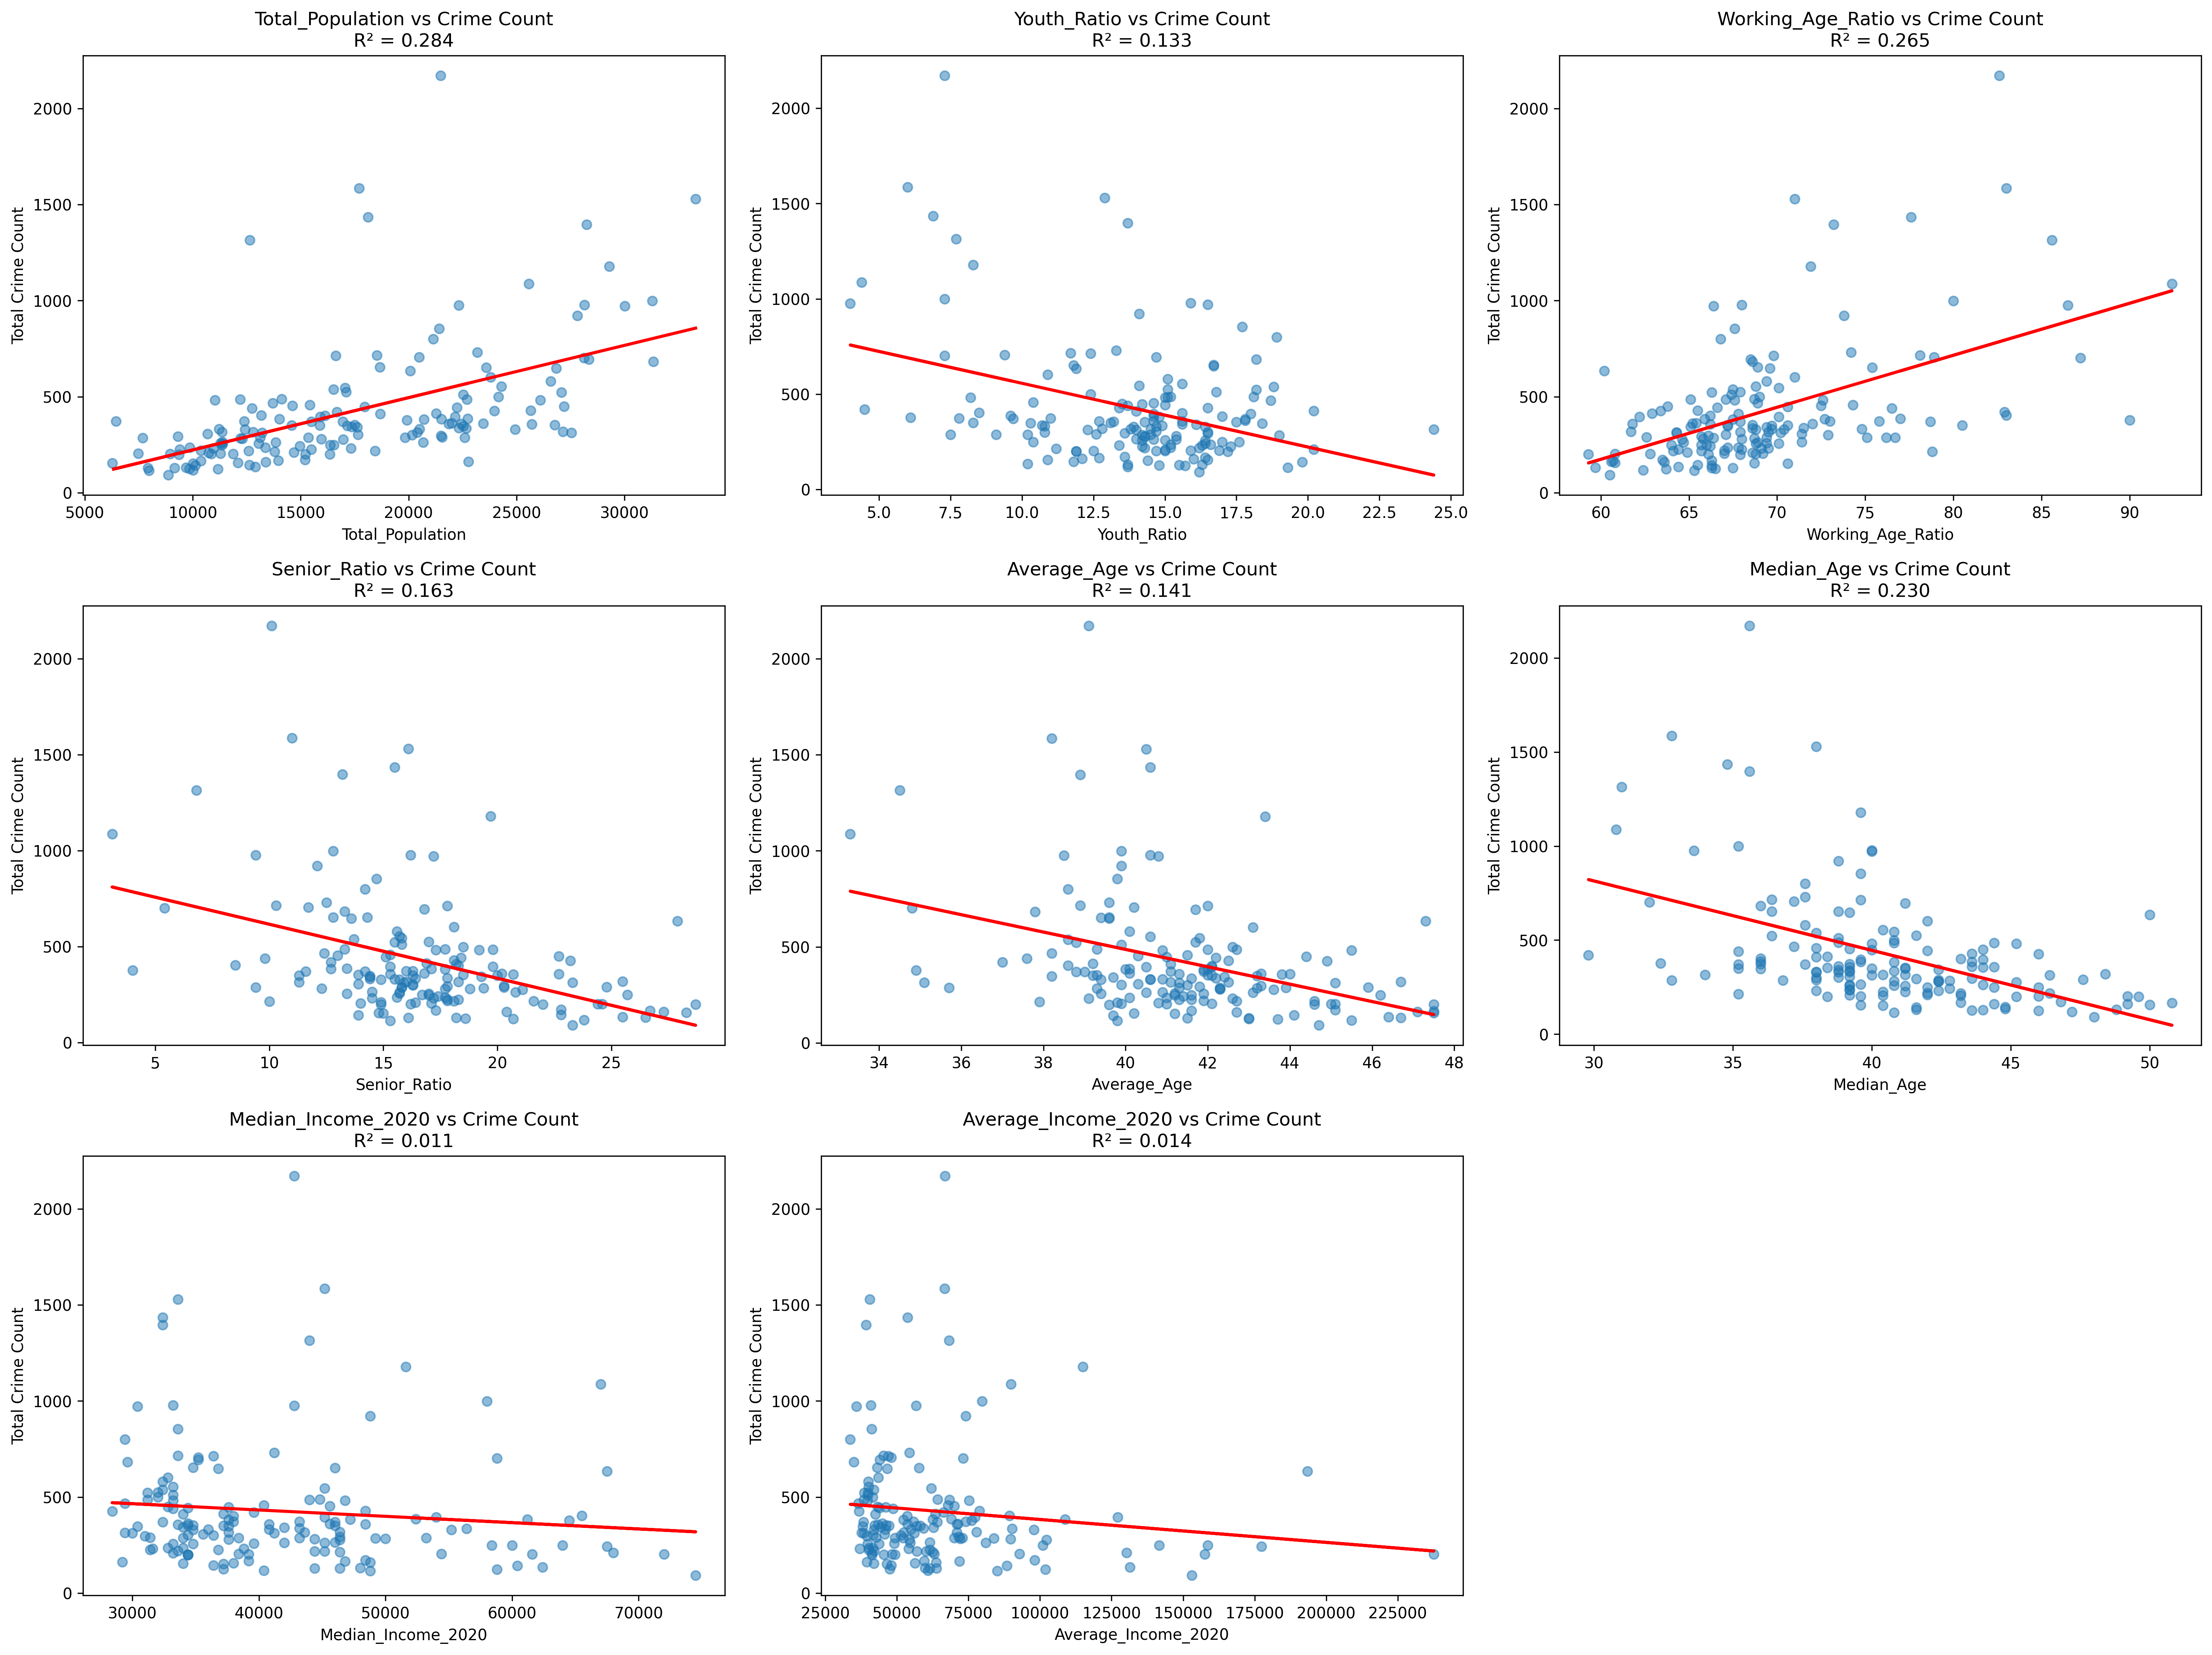 Total_Population vs Crime Count
R² = 0.284
Total Crime Count
2000
1500
1000
500
0
5000 10000 15000 20000 25000 30000
Total_Population
Youth_Ratio vs Crime Count
R² = 0.133
Total Crime Count
2000
1500
1000
500
0
5.0 7.5 10.0 12.5 15.0 17.5 20.0 22.5 25.0
Youth_Ratio
Working_Age_Ratio vs Crime Count
R² = 0.265
Total Crime Count
2000
1500
1000
500
0
60 65 70 75 80 85 90
Working_Age_Ratio
Senior_Ratio vs Crime Count
R² = 0.163
Total Crime Count
2000
1500
1000
500
0
5 10 15 20 25
Senior_Ratio
Average_Age vs Crime Count
R² = 0.141
Total Crime Count
2000
1500
1000
500
0
34 36 38 40 42 44 46 48
Average_Age
Median_Age vs Crime Count
R² = 0.230
Total Crime Count
2000
1500
1000
500
0
30 35 40 45 50
Median_Age
Median_Income_2020 vs Crime Count
R² = 0.011
Total Crime Count
2000
1500
1000
500
0
30000 40000 50000 60000 70000
Median_Income_2020
Average_Income_2020 vs Crime Count
R² = 0.014
Total Crime Count
2000
1500
1000
500
0
25000 50000 75000 100000 125000 150000 175000 200000 225000
Average_Income_2020